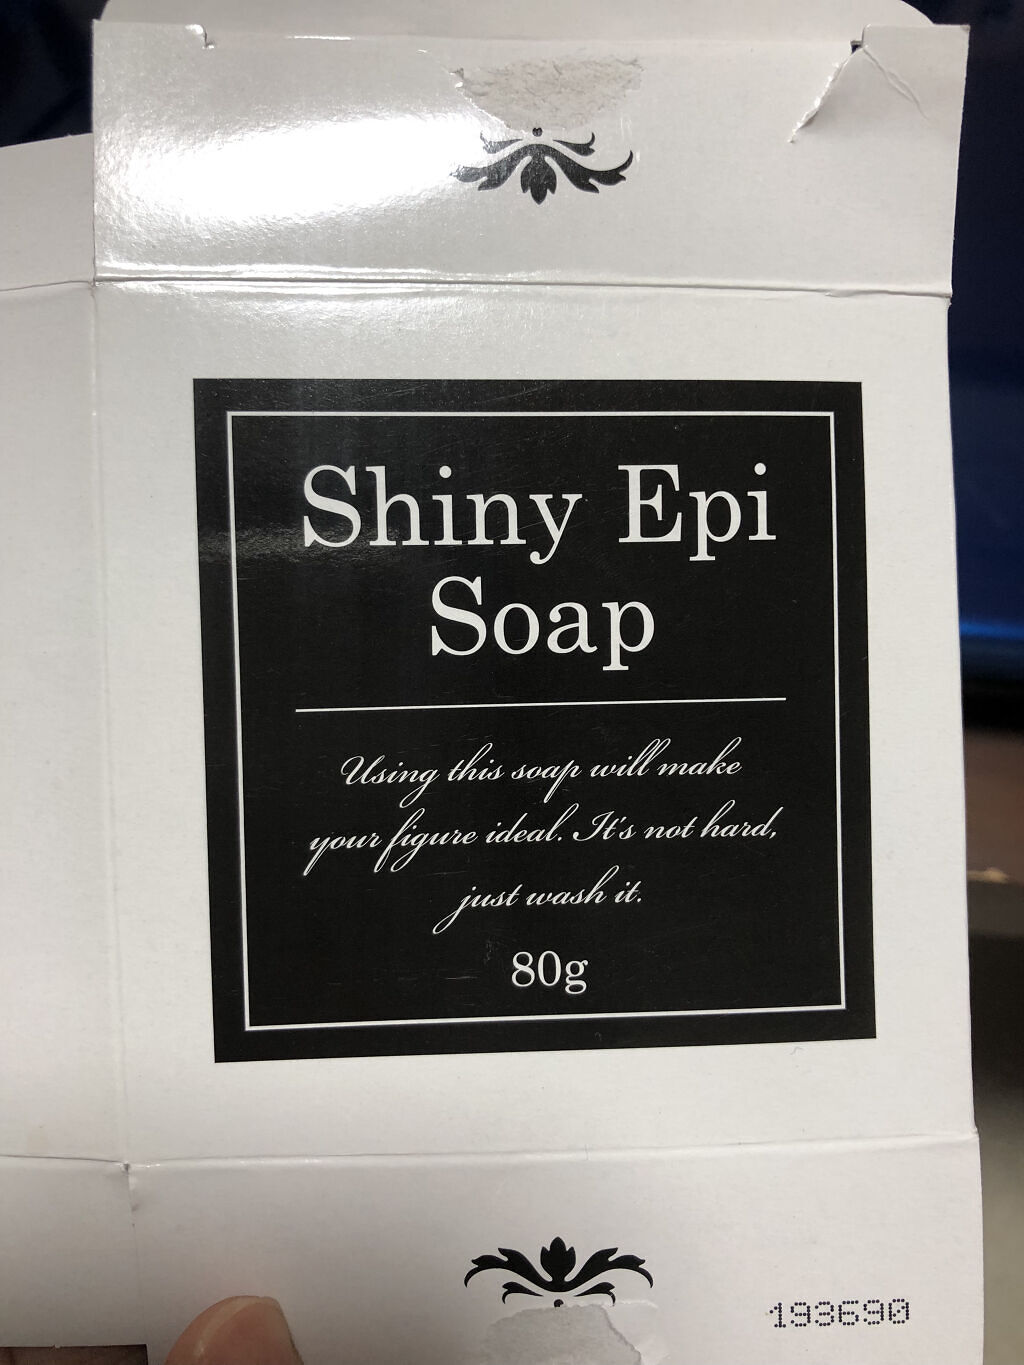 Shiny Epi
Soap
Using this soap will make
your figure ideal. It's not hard,
just wash it.
80g
193690